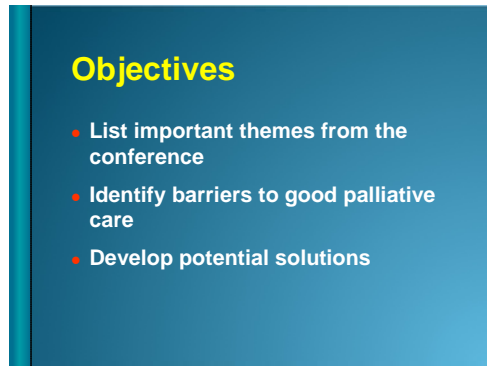 Objectives
• List important themes from the
conference
• Identify barriers to good palliative
care
• Develop potential solutions